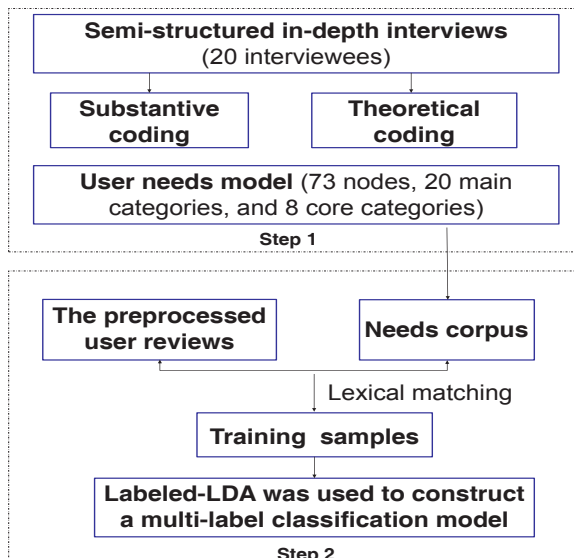 Semi-structured in-depth interviews
(20 interviewees)
Substantive
coding
Theoretical
coding
User needs model (73 nodes, 20 main
categories, and 8 core categories)
Step 1
The preprocessed
user reviews
Needs corpus
Lexical matching
Training samples
Labeled-LDA was used to construct
a multi-label classification model
Step 2